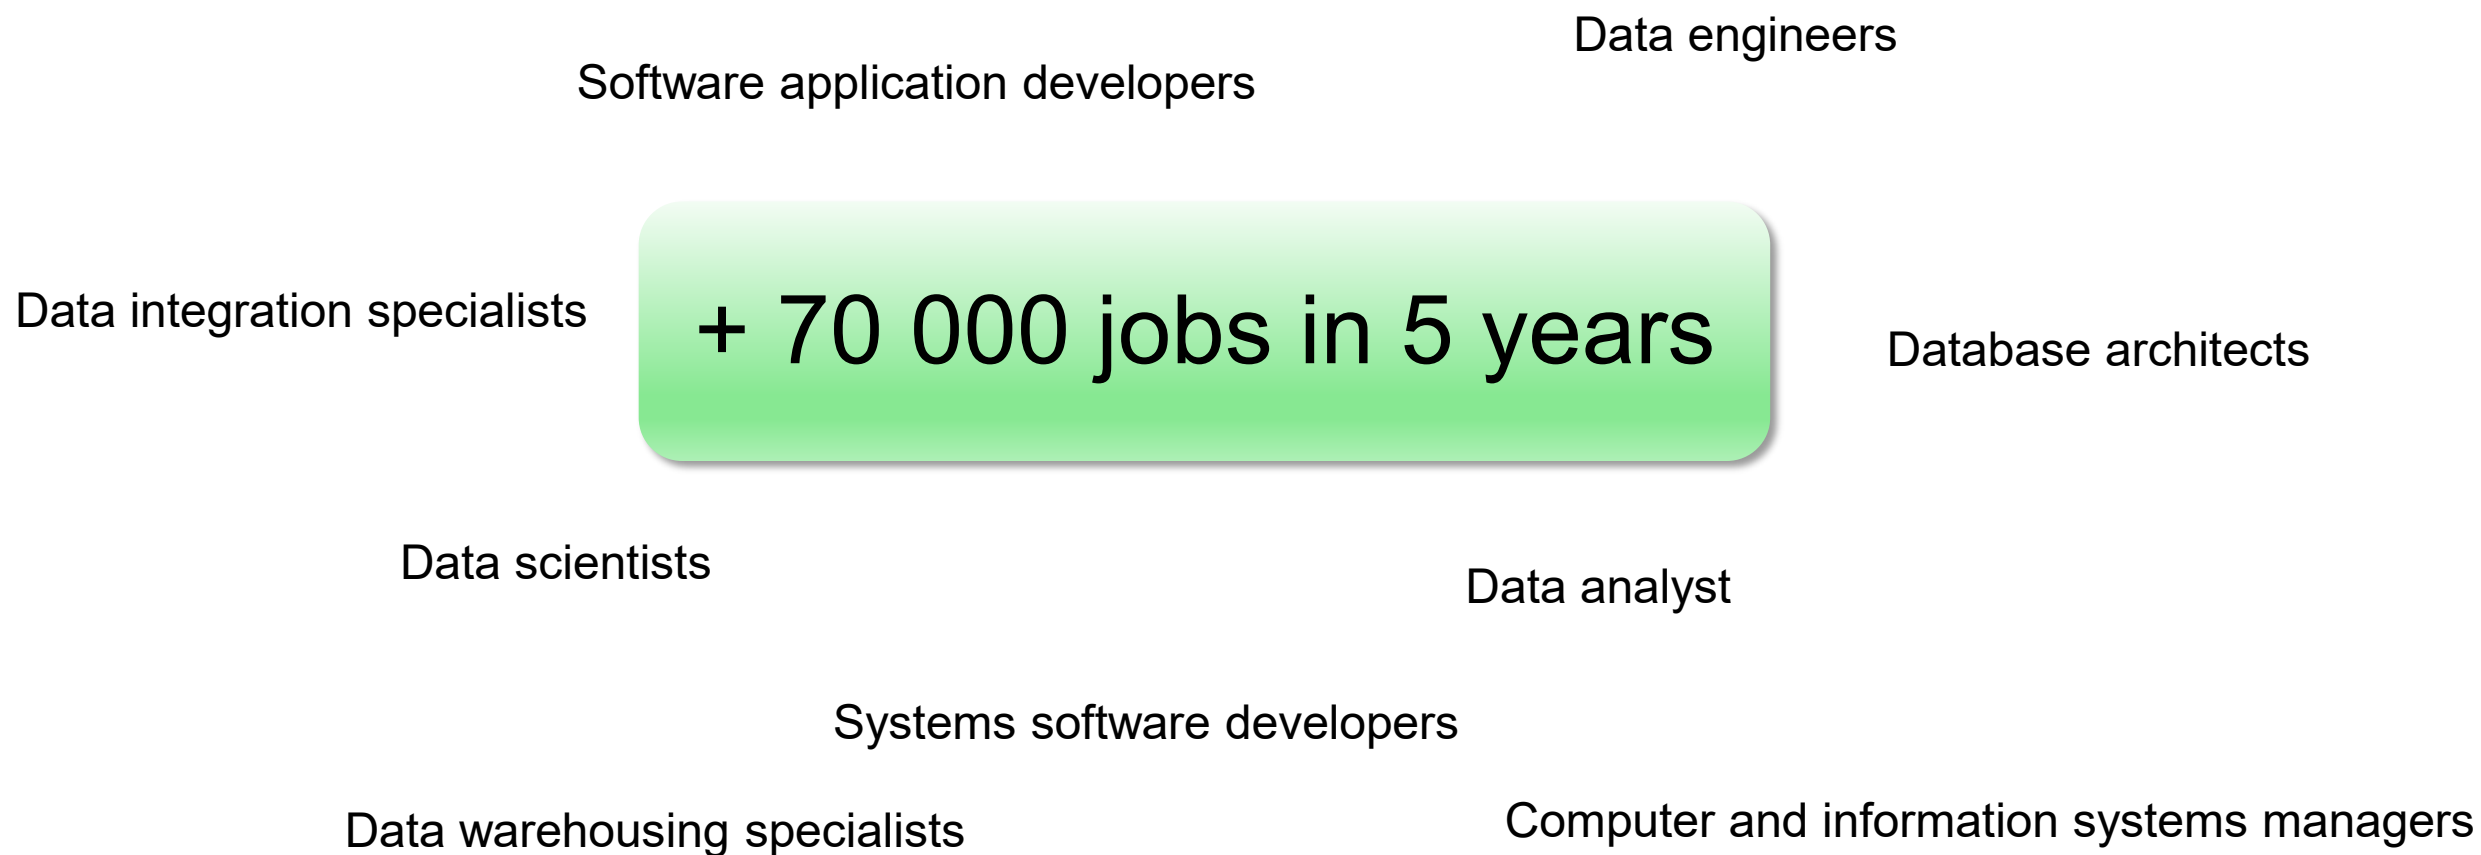 Data engineers
Software application developers
Data integration specialists
+ 70 000 jobs in 5 years
Database architects
Data scientists
Data analyst
Systems software developers
Data warehousing specialists
Computer and information systems managers